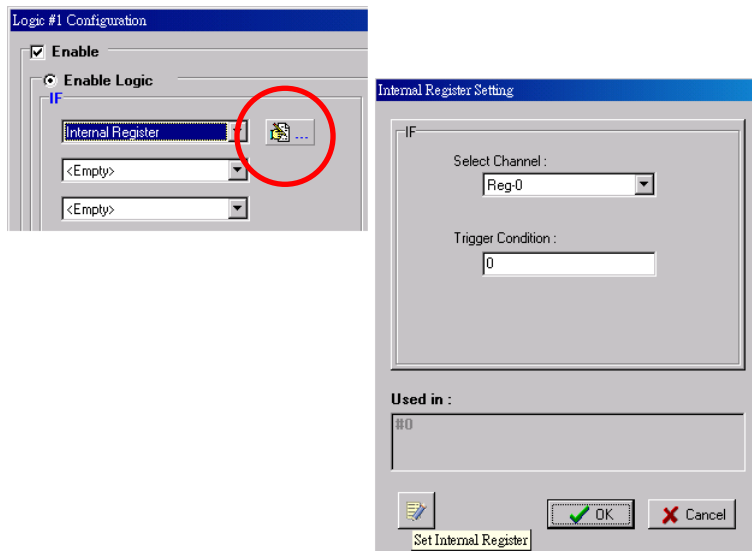 Logic #1 Configuration
Enable
Enable Logic
IF
Internal Register
...
<Empty>
<Empty>
Internal Register Setting
IF
Select Channel :
Reg-0
Trigger Condition :
0
Used in :
#0
OK
Cancel
Set Internal Register